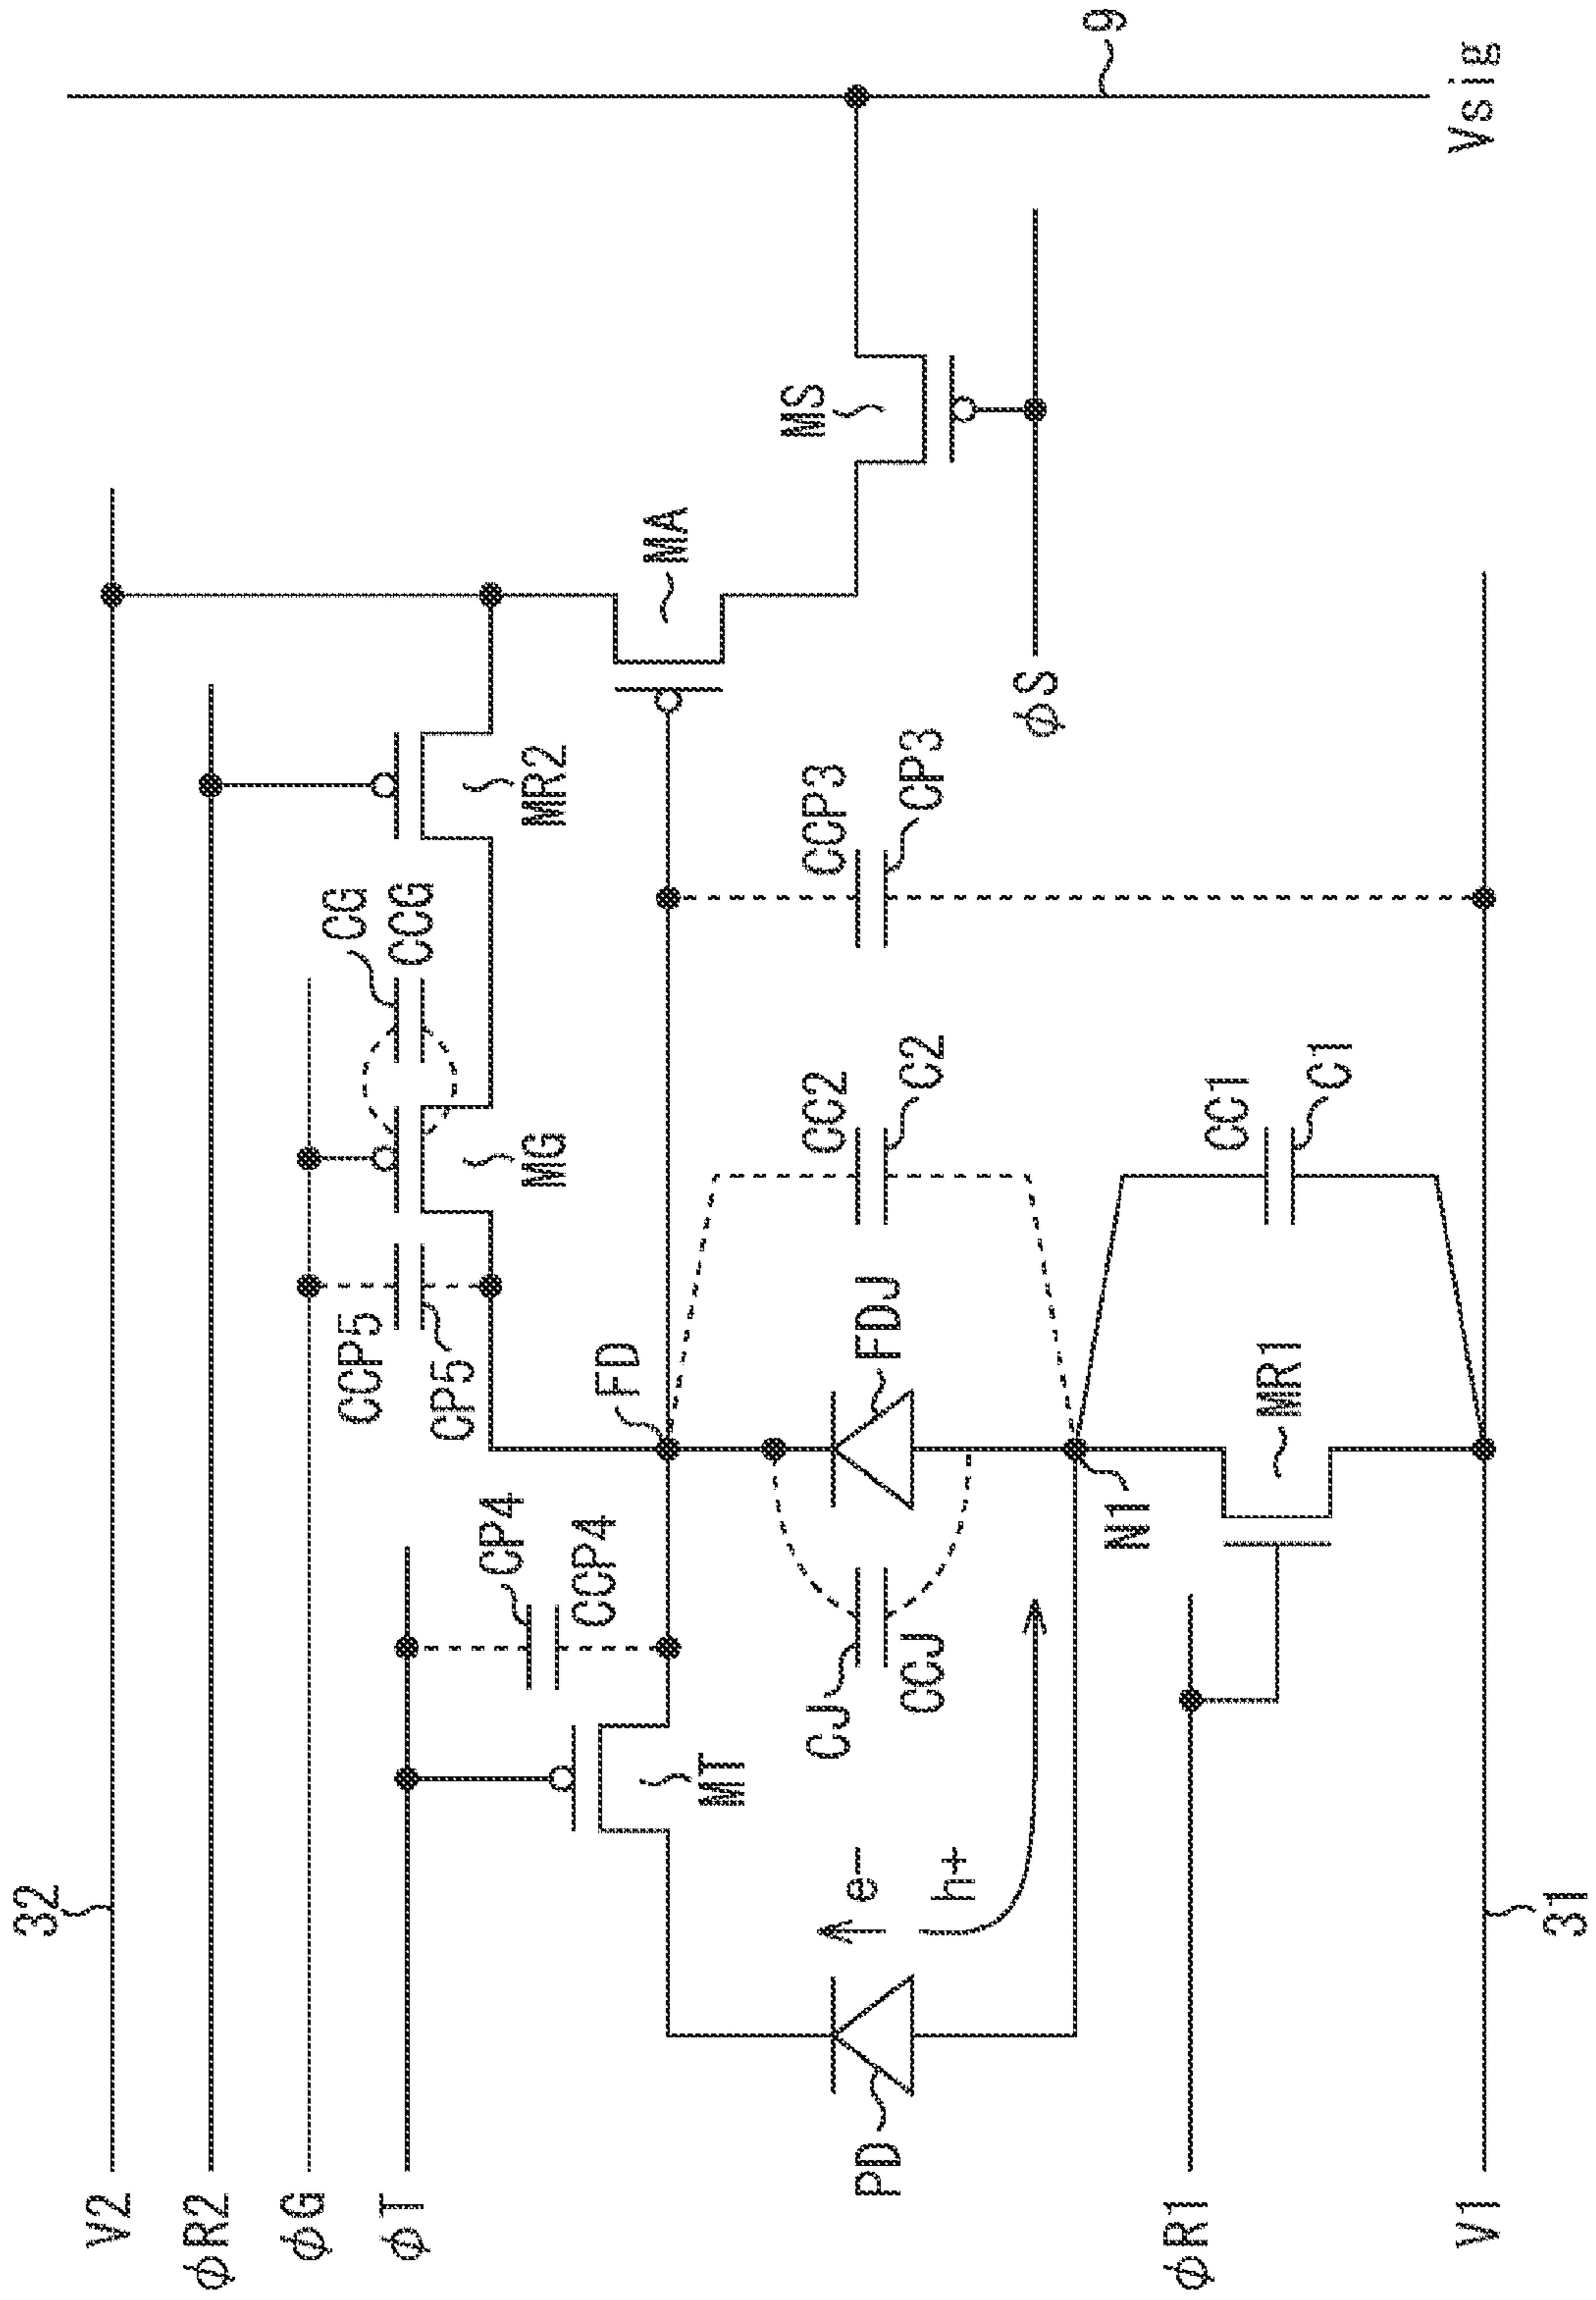 32
V2
φR2
φG
φT
CG
CCG
CCP5
CP5
MG
MR2
MA
MS
9
Vsig
CP4
CCP4
MT
FD
CCP3
CP3
φS
CC2
C2
FDJ
CJ
CCJ
e−
h+
PD
N1
CC1
C1
MR1
φR1
V1
31